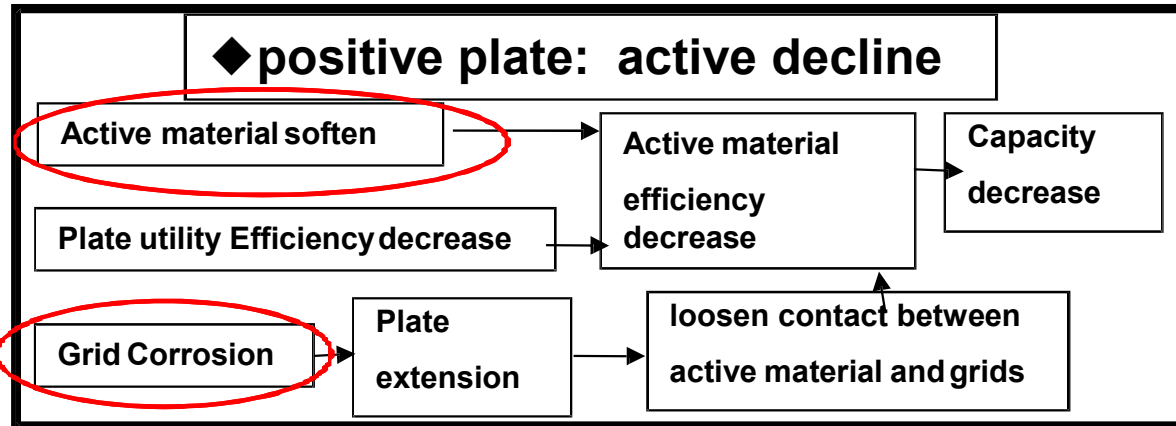 ◆positive plate: active decline
Active material soften
Active material
efficiency
decrease
Capacity
decrease
Plate utility Efficiency decrease
Grid Corrosion
Plate
extension
loosen contact between
active material and grids